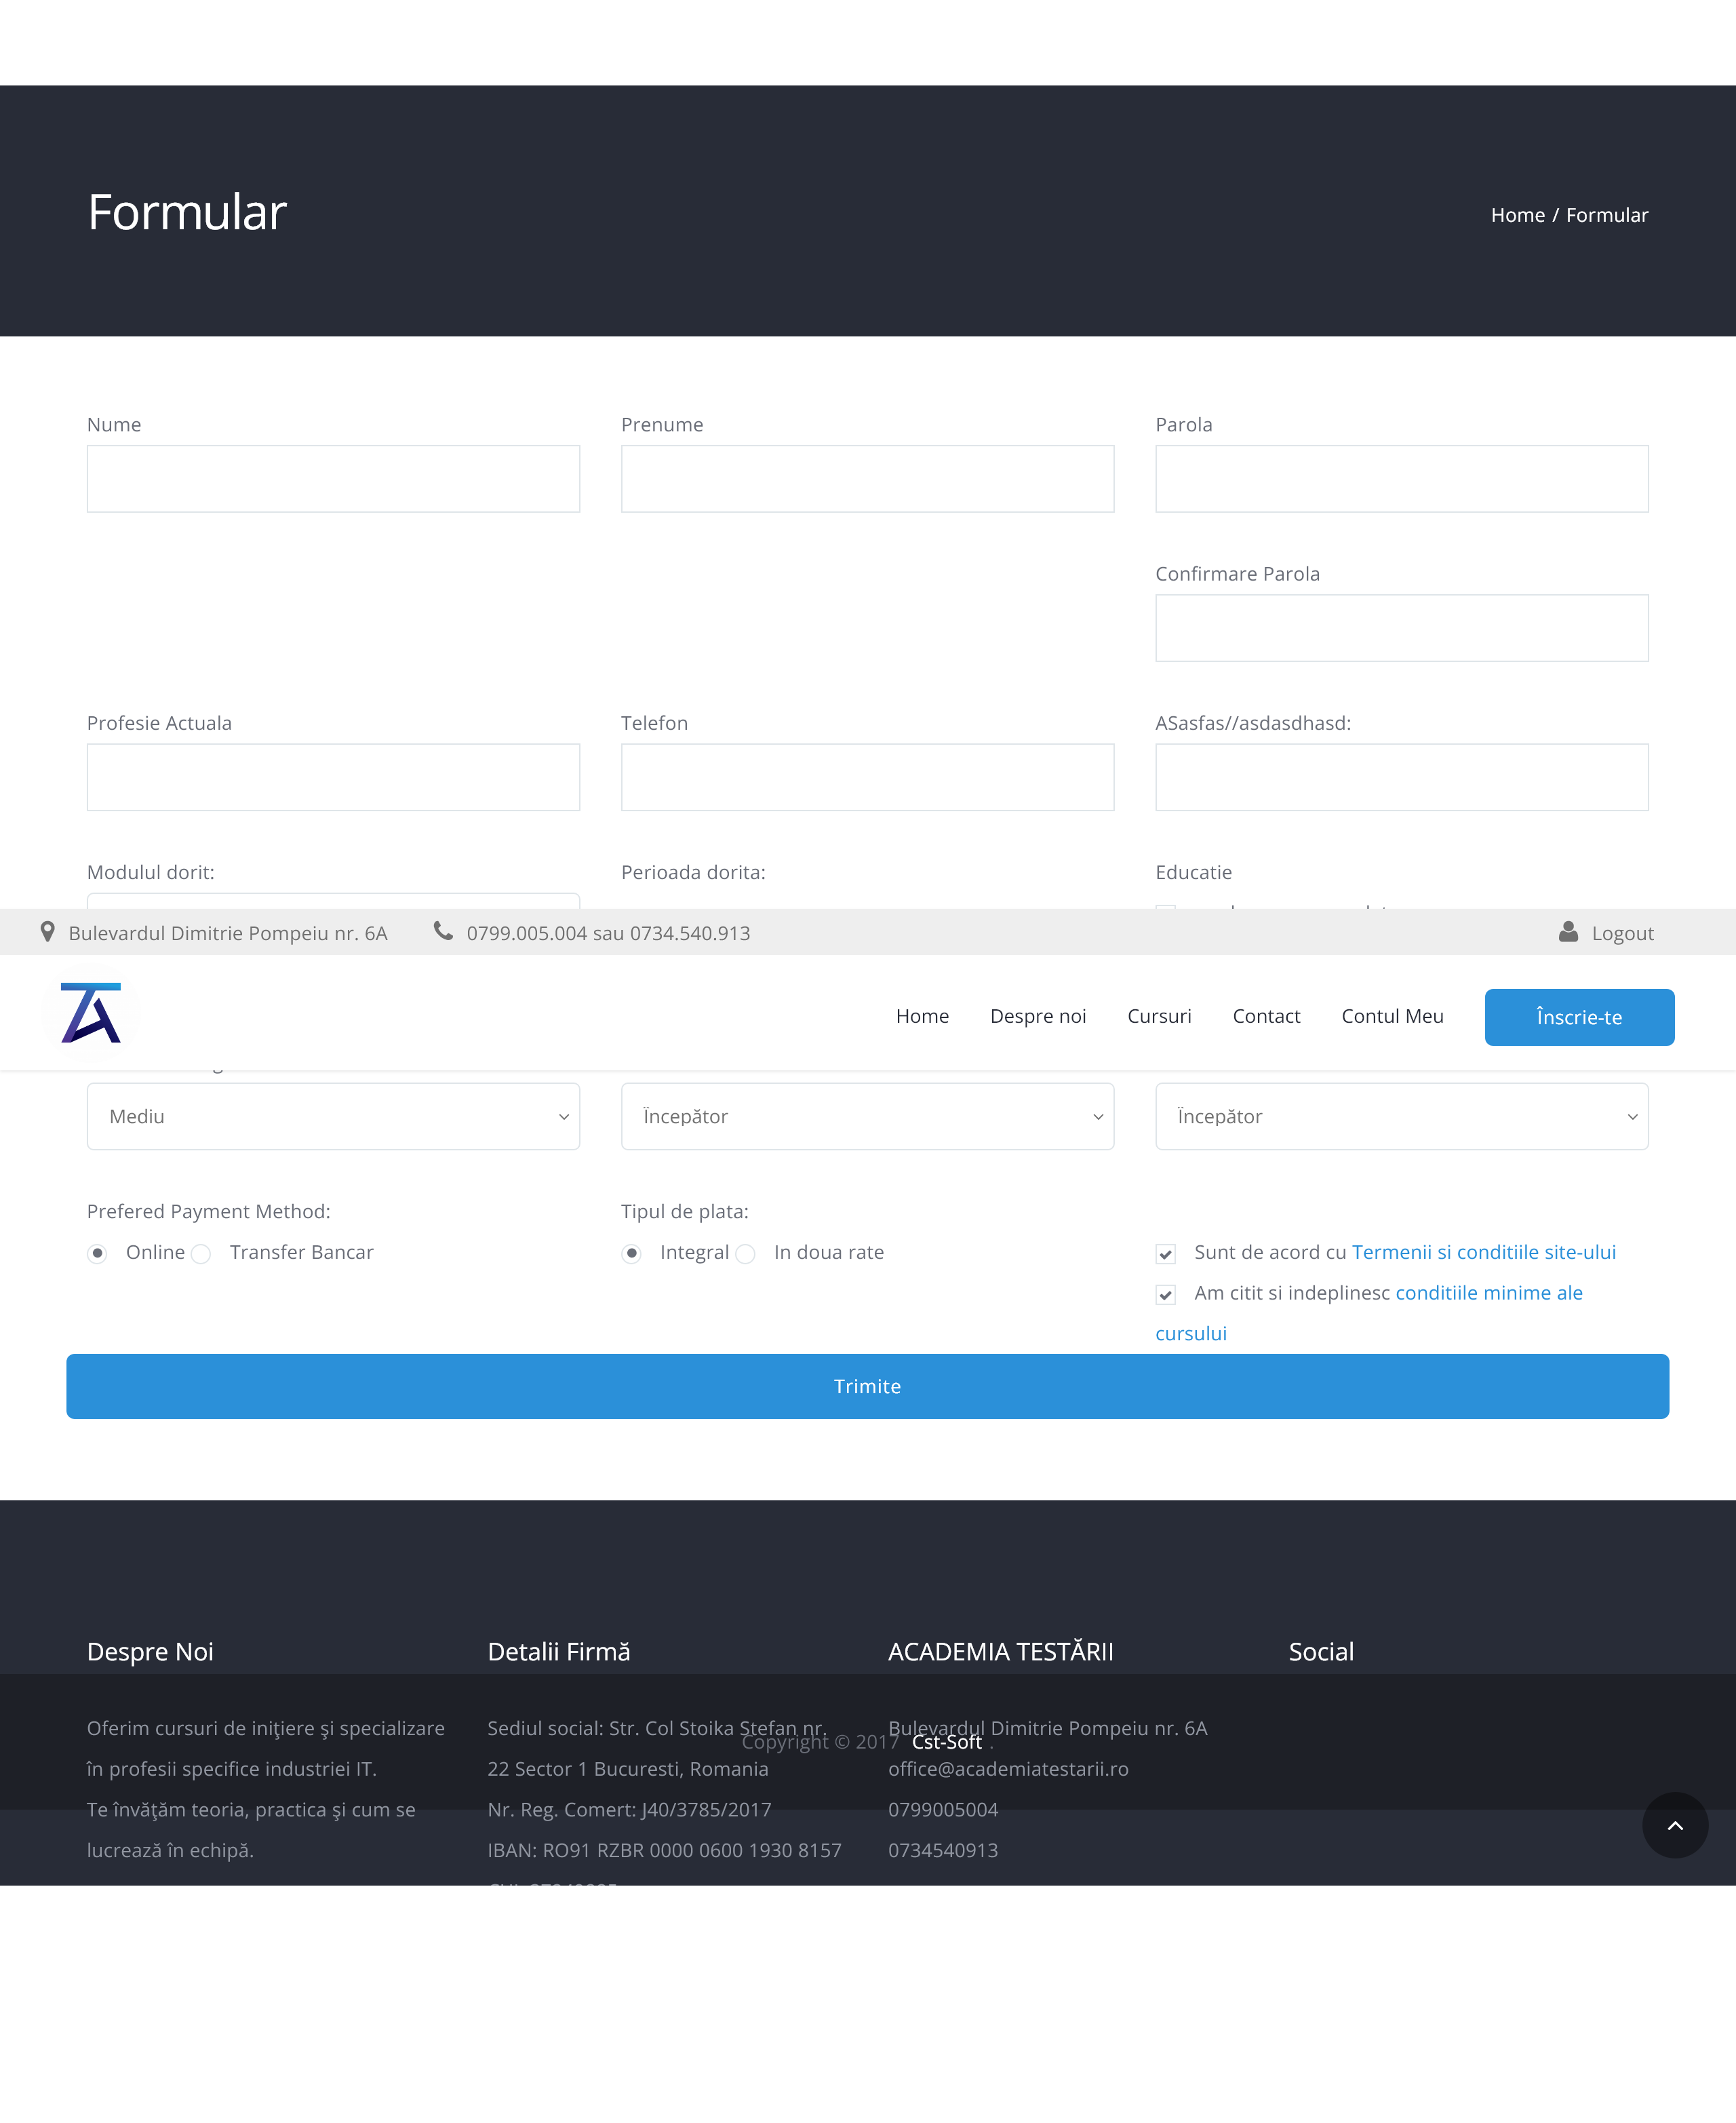 Formular
Home / Formular
Nume
Prenume
Parola
Confirmare Parola
Profesie Actuala
Telefon
ASasfas//asdasdhasd:
Modulul dorit:
Perioada dorita:
Educatie
Bulevardul Dimitrie Pompeiu nr. 6A
0799.005.004 sau 0734.540.913
Logout
TA
Home
Despre noi
Cursuri
Contact
Contul Meu
Înscrie-te
Mediu
Începător
Începător
Prefered Payment Method:
Online
Transfer Bancar
Tipul de plata:
Integral
In doua rate
Sunt de acord cu Termenii si conditiile site-ului
Am citit si indeplinesc conditiile minime ale
cursului
Trimite
Despre Noi
Oferim cursuri de inițiere și specializare
în profesii specifice industriei IT.
Te învățăm teoria, practica și cum se
lucrează în echipă.
Detalii Firmă
Sediul social: Str. Col Stoika Stefan nr.
22 Sector 1 Bucuresti, Romania
Nr. Reg. Comert: J40/3785/2017
IBAN: RO91 RZBR 0000 0600 1930 8157
ACADEMIA TESTĂRII
Bulevardul Dimitrie Pompeiu nr. 6A
office@academiatestarii.ro
0799005004
0734540913
Social
Copyright © 2017 Cst-Soft .